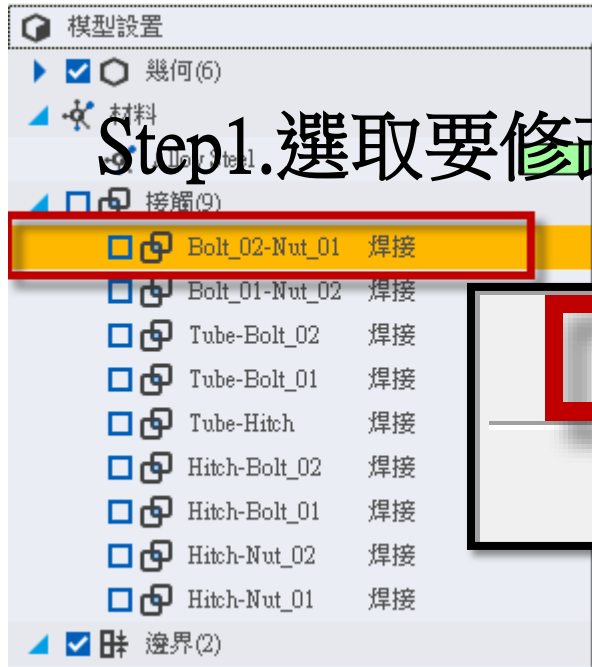 模型設置
幾何(6)
材料
Step1.選取要修
Alloy Steel
接觸(9)
Bolt_02-Nut_01 焊接
Bolt_01-Nut_02 焊接
Tube-Bolt_02 焊接
Tube-Bolt_01 焊接
Tube-Hitch 焊接
Hitch-Bolt_02 焊接
Hitch-Bolt_01 焊接
Hitch-Nut_02 焊接
Hitch-Nut_01 焊接
邊界(2)